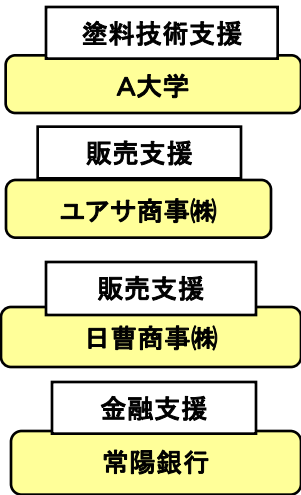 塗料技術支援
A大学
販売支援
ユアサ商事㈱
販売支援
日曹商事㈱
金融支援
常陽銀行